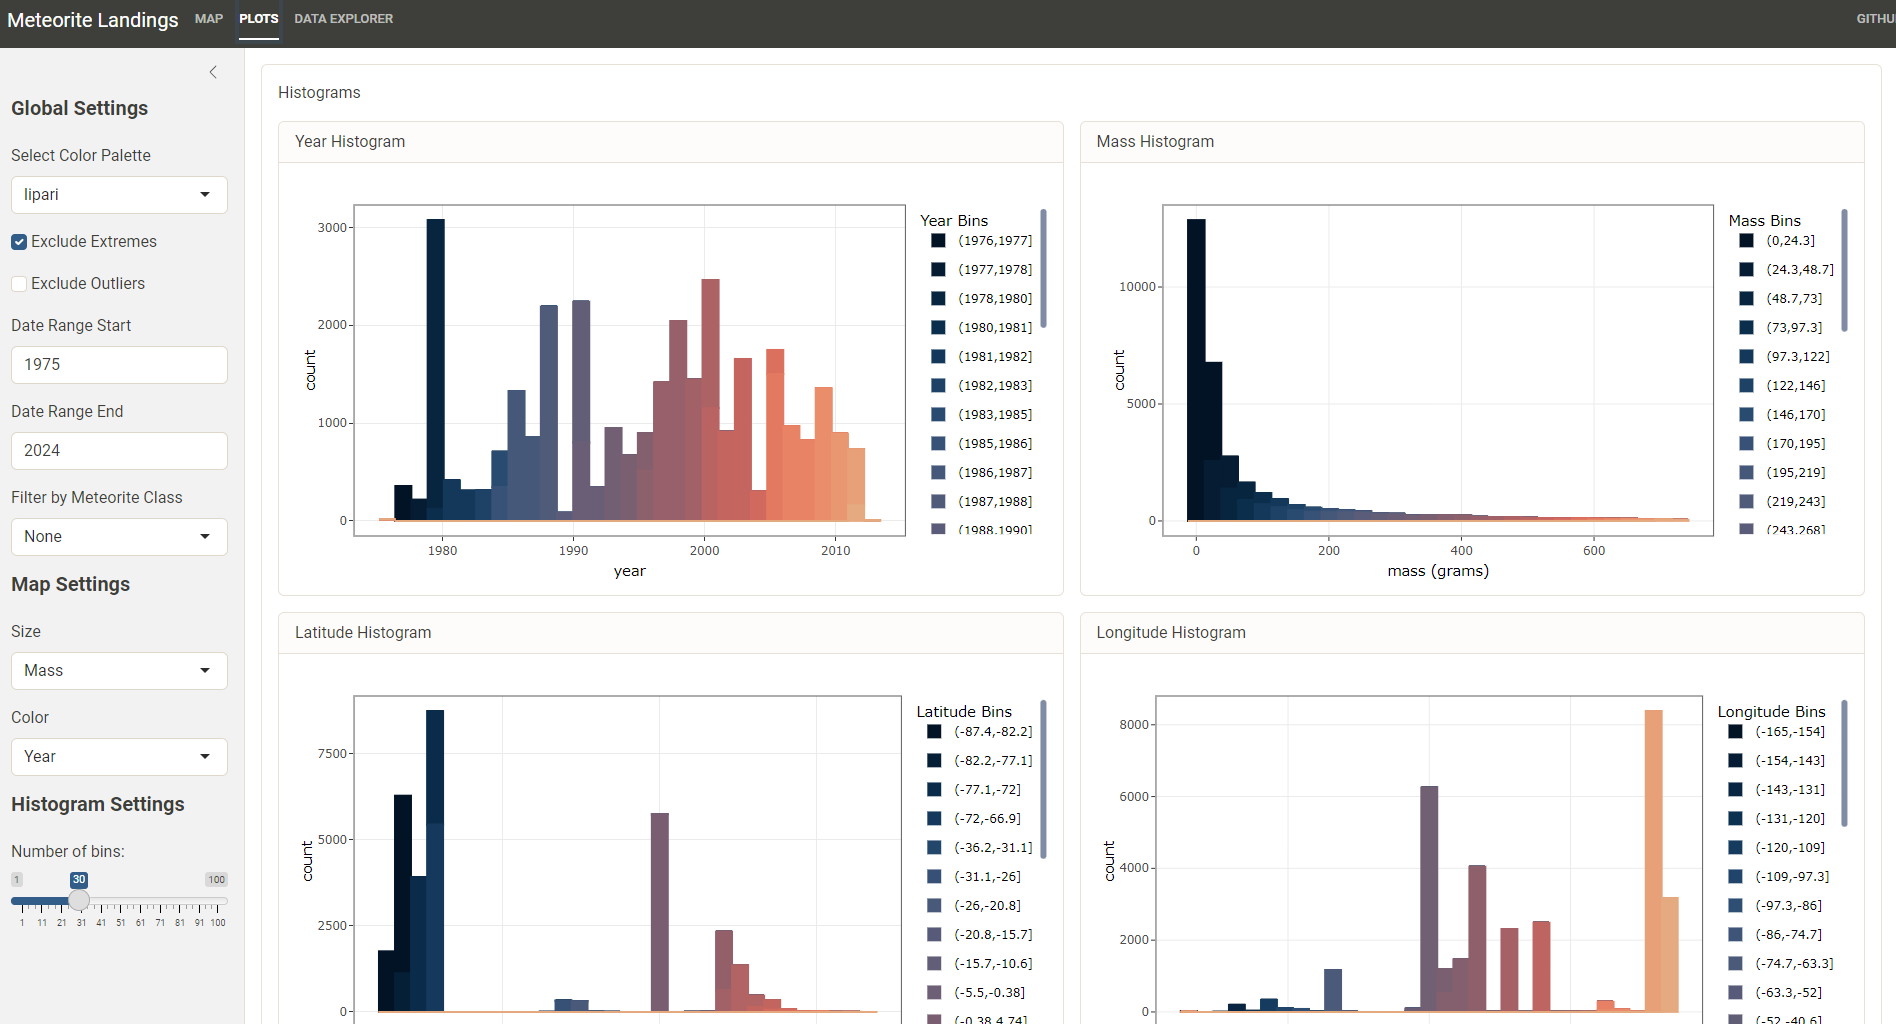 Meteorite Landings MAP PLOTS DATA EXPLORER GITHU
Global Settings
Select Color Palette
lipari
Exclude Extremes
Exclude Outliers
Date Range Start
1975
Date Range End
2024
Filter by Meteorite Class
None
Map Settings
Size
Mass
Color
Year
Histogram Settings
Number of bins:
1 30 100
1 11 21 31 41 51 61 71 81 91 100
Histograms
Year Histogram
3000
2000
1000
0
count
1980 1990 2000 2010
year
Year Bins
(1976,1977]
(1977,1978]
(1978,1980]
(1980,1981]
(1981,1982]
(1982,1983]
(1983,1985]
(1985,1986]
(1986,1987]
(1987,1988]
(1988,1990]
Mass Histogram
10000
5000
0
count
0 200 400 600
mass (grams)
Mass Bins
(0,24.3]
(24.3,48.7]
(48.7,73]
(73,97.3]
(97.3,122]
(122,146]
(146,170]
(170,195]
(195,219]
(219,243]
(243,268]
Latitude Histogram
7500
5000
2500
0
count
Latitude Bins
(-87.4,-82.2]
(-82.2,-77.1]
(-77.1,-72]
(-72,-66.9]
(-36.2,-31.1]
(-31.1,-26]
(-26,-20.8]
(-20.8,-15.7]
(-15.7,-10.6]
(-5.5,-0.38]
(-0.38,4.74]
Longitude Histogram
8000
6000
4000
2000
0
count
Longitude Bins
(-165,-154]
(-154,-143]
(-143,-131]
(-131,-120]
(-120,-109]
(-109,-97.3]
(-97.3,-86]
(-86,-74.7]
(-74.7,-63.3]
(-63.3,-52]
(-52,-40.6]